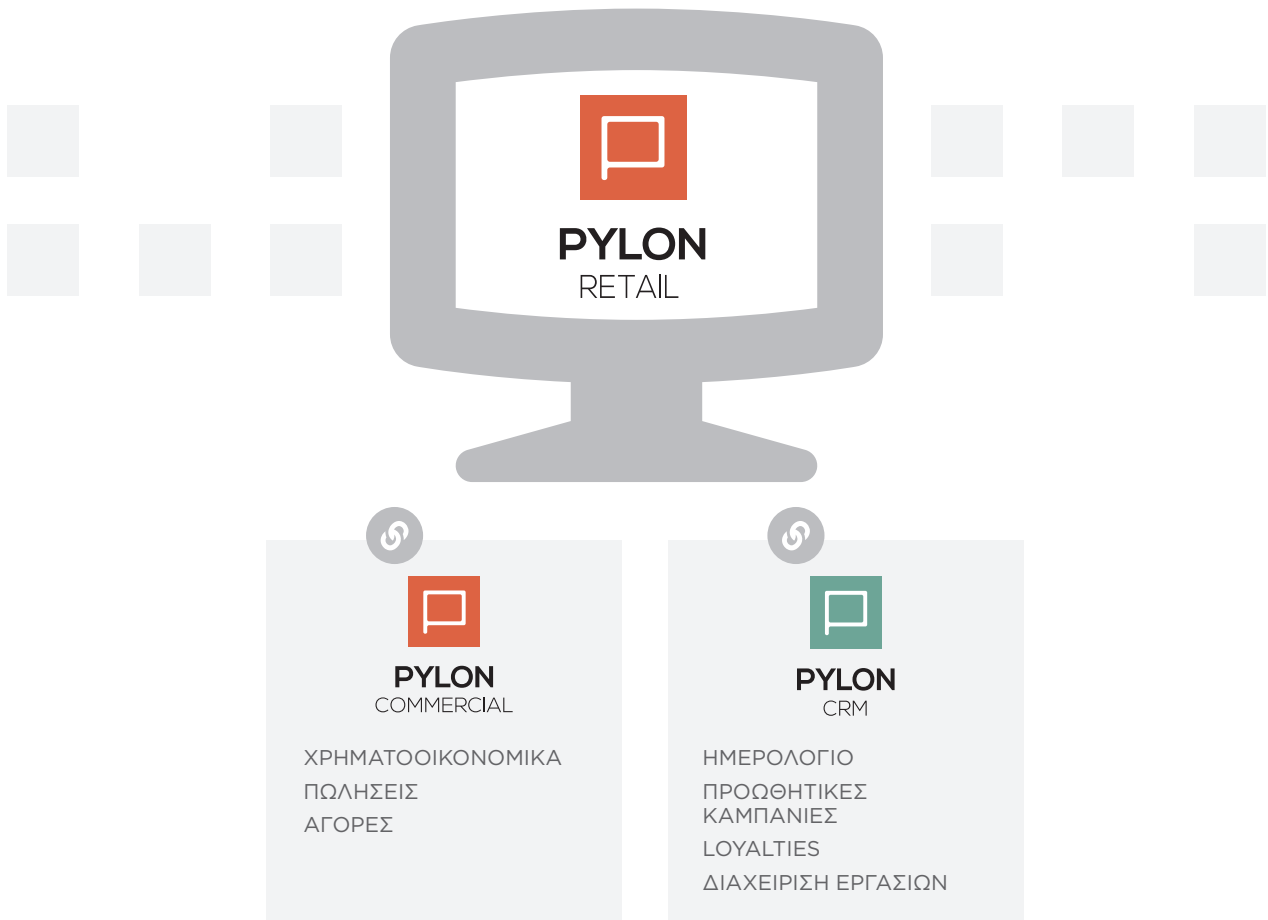 PYLON
RETAIL
PYLON
COMMERCIAL
ΧΡΗΜΑΤΟΟΙΚΟΝΟΜΙΚΑ
ΠΩΛΗΣΕΙΣ
ΑΓΟΡΕΣ
PYLON
CRM
ΗΜΕΡΟΛΟΓΙΟ
ΠΡΟΩΘΗΤΙΚΕΣ
ΚΑΜΠΑΝΙΕΣ
LOYALTIES
ΔΙΑΧΕΙΡΙΣΗ ΕΡΓΑΣΙΩΝ